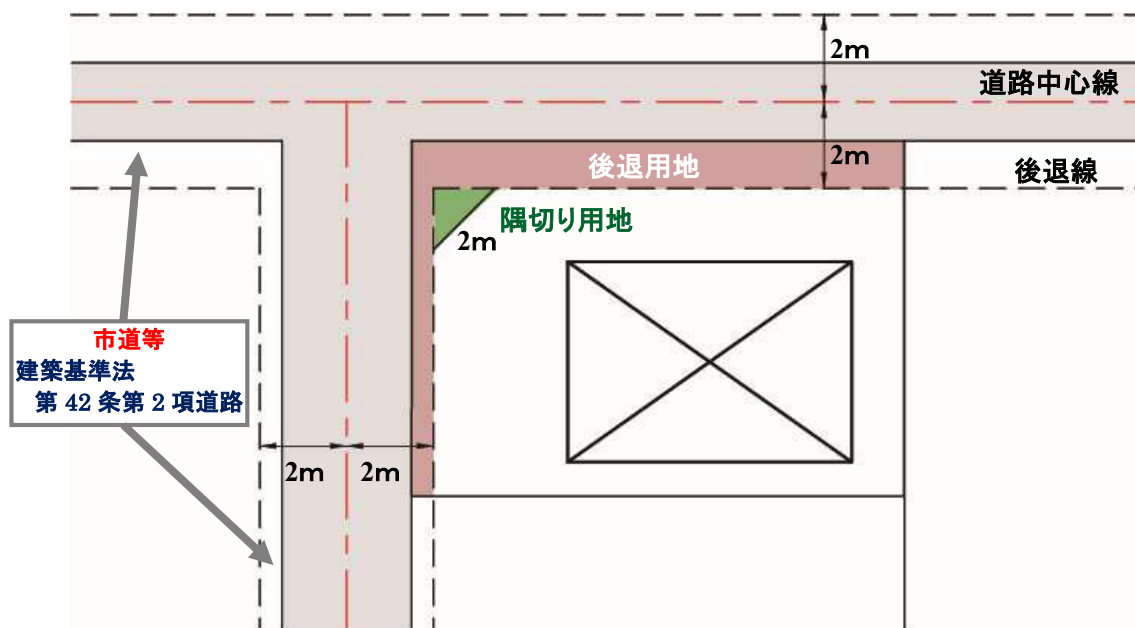 2m
道路中心線
2m
後退用地
後退線
隅切り用地
2m
市道等
建築基準法
第 42 条第 2 項道路
2m
2m